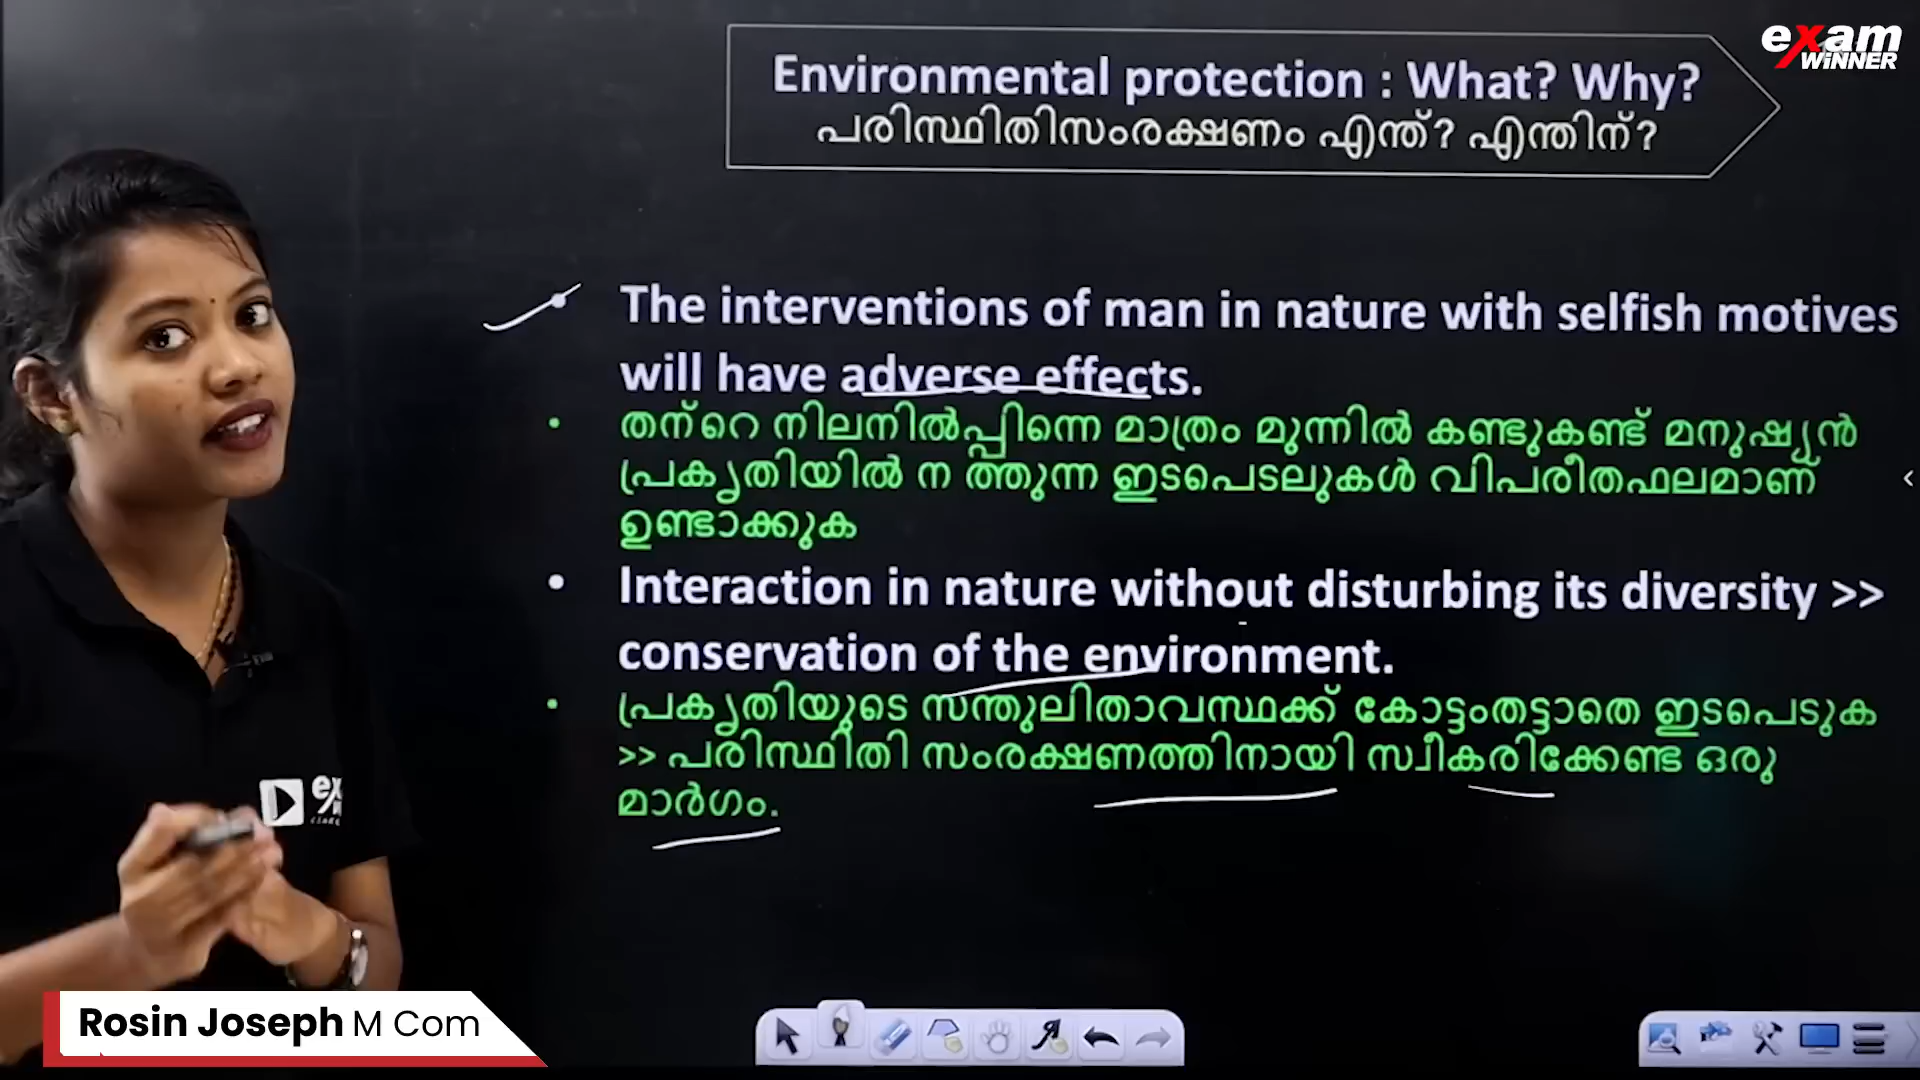 exam
WINNER
Environmental protection : What? Why?
പരിസ്ഥിതിസംരക്ഷണം എന്ത്? എന്തിന്?
• The interventions of man in nature with selfish motives
will have adverse effects.
• തന്റെ നിലനിൽപ്പിനെ മാത്രം മുന്നിൽ കണ്ടുകണ്ട് മനുഷ്യൻ
പ്രകൃതിയിൽ ന ത്തുന്ന ഇടപെടലുകൾ വിപരീതഫലമാണ്
ഉണ്ടാക്കുക
• Interaction in nature without disturbing its diversity >>
conservation of the environment.
• പ്രകൃതിയുടെ സന്തുലിതാവസ്ഥക്ക് കോട്ടംതട്ടാതെ ഇടപെടുക
>> പരിസ്ഥിതി സംരക്ഷണത്തിനായി സ്വീകരിക്കേണ്ട ഒരു
മാർഗം.
Rosin Joseph M Com